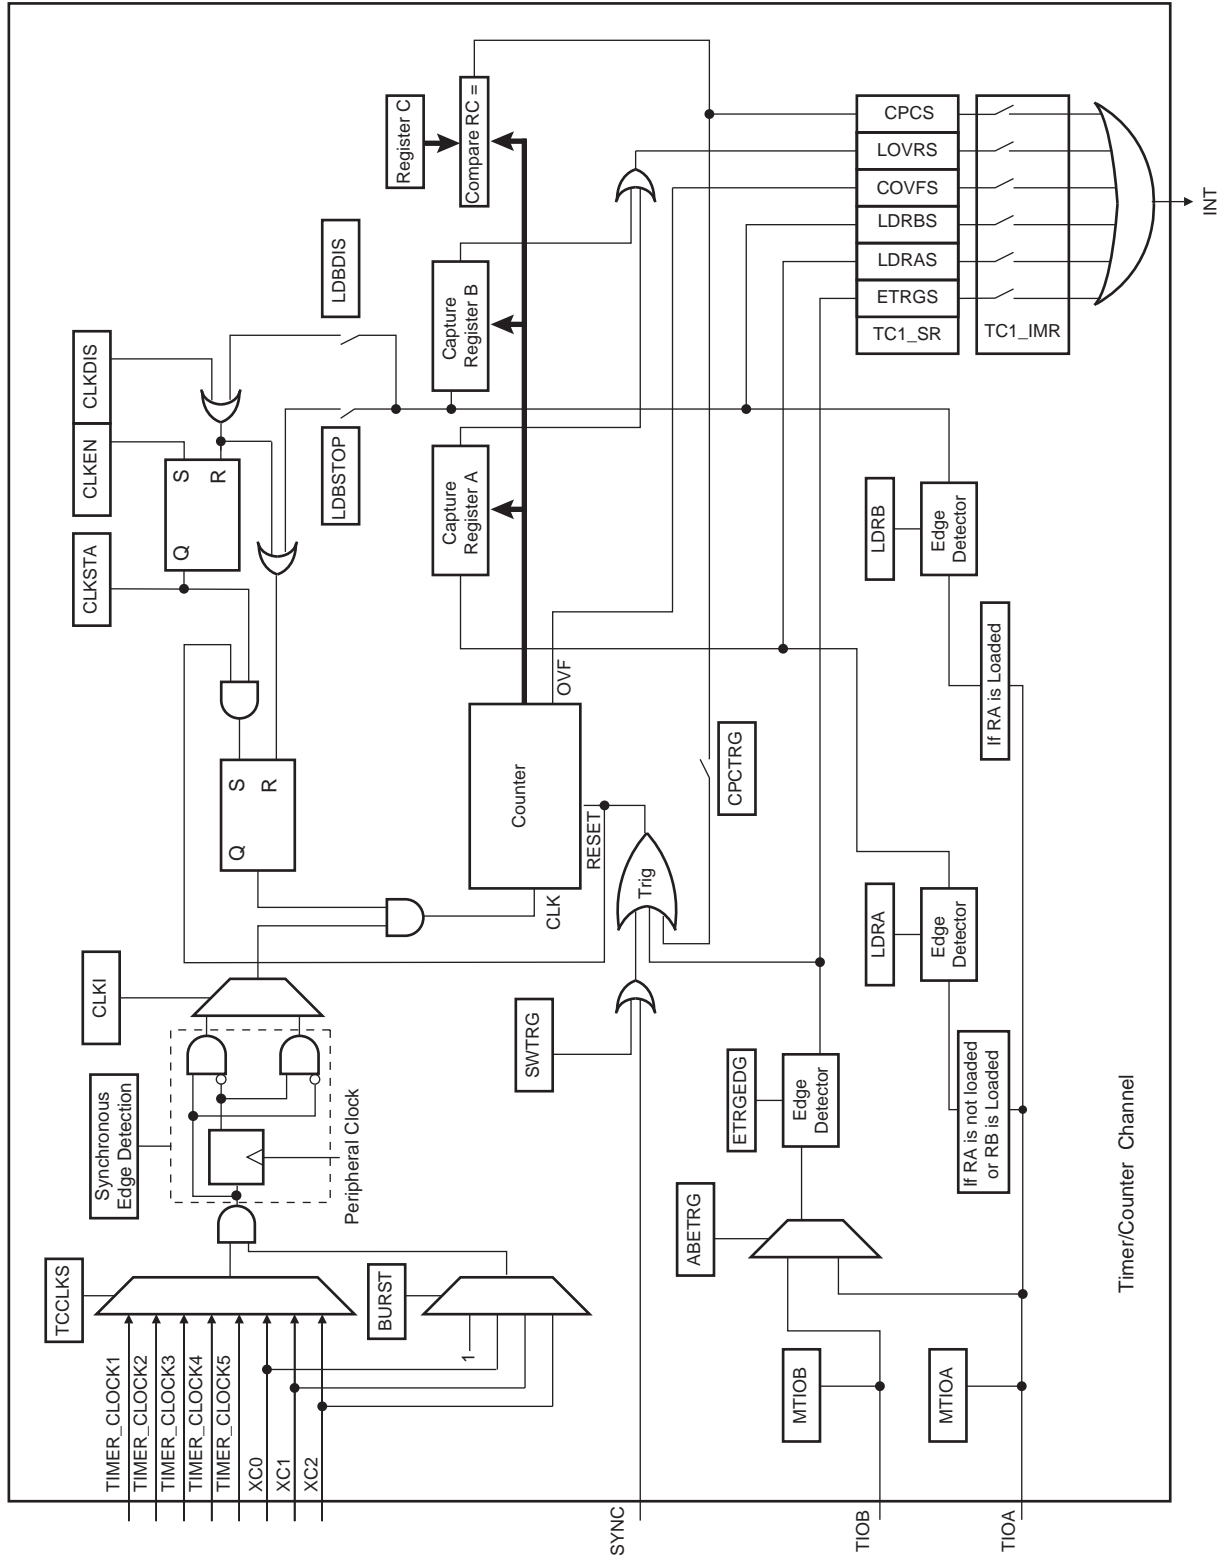 TCCLKS
TIMER_CLOCK1
TIMER_CLOCK2
TIMER_CLOCK3
TIMER_CLOCK4
TIMER_CLOCK5
XC0
XC1
XC2
BURST
1
Synchronous
Edge Detection
Peripheral Clock
CLKI
CLKSTA
CLKEN
CLKDIS
Q
S
R
Q
S
R
LDBSTOP
LDBDIS
Register C
Capture
Register A
Capture
Register B
Compare RC =
Counter
CLK
OVF
RESET
SYNC
SWTRG
Trig
CPCTRG
ABETRG
ETRGEDG
Edge
Detector
MTIOB
TIOB
MTIOA
TIOA
LDRA
Edge
Detector
If RA is not loaded
or RB is Loaded
LDRB
Edge
Detector
If RA is Loaded
CPCS
LOVRS
COVFS
LDRBS
LDRAS
ETRGS
TC1_SR
TC1_IMR
INT
Timer/Counter Channel